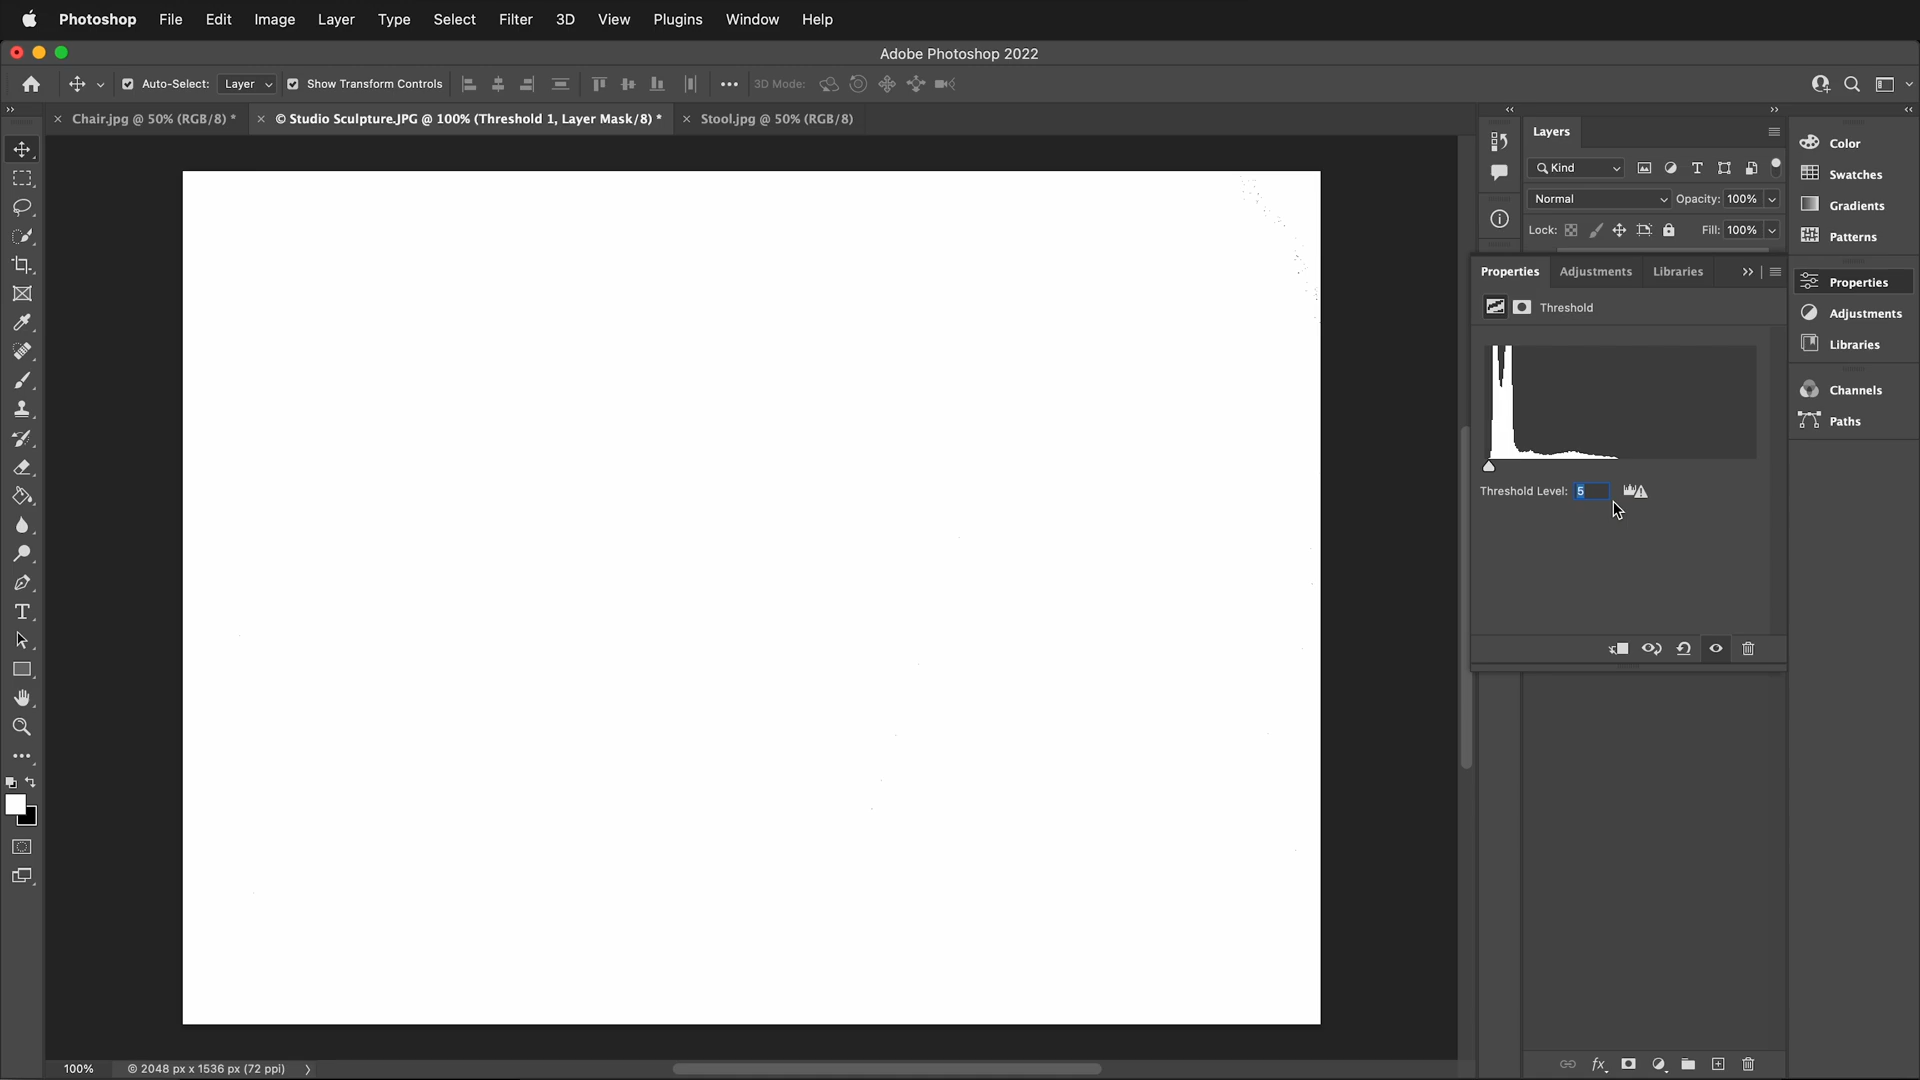 Photoshop File Edit Image Layer Type Select Filter 3D View Plugins Window Help
Adobe Photoshop 2022
Auto-Select: Layer Show Transform Controls 3D Mode:
Chair.jpg @ 50% (RGB/8) * © Studio Sculpture.JPG @ 100% (Threshold 1, Layer Mask/8) * Stool.jpg @ 50% (RGB/8)
Layers
Kind
Normal Opacity: 100%
Lock: Fill: 100%
Properties Adjustments Libraries
Threshold
Threshold Level: 5
Color
Swatches
Gradients
Patterns
Properties
Adjustments
Libraries
Channels
Paths
100% © 2048 px x 1536 px (72 ppi)